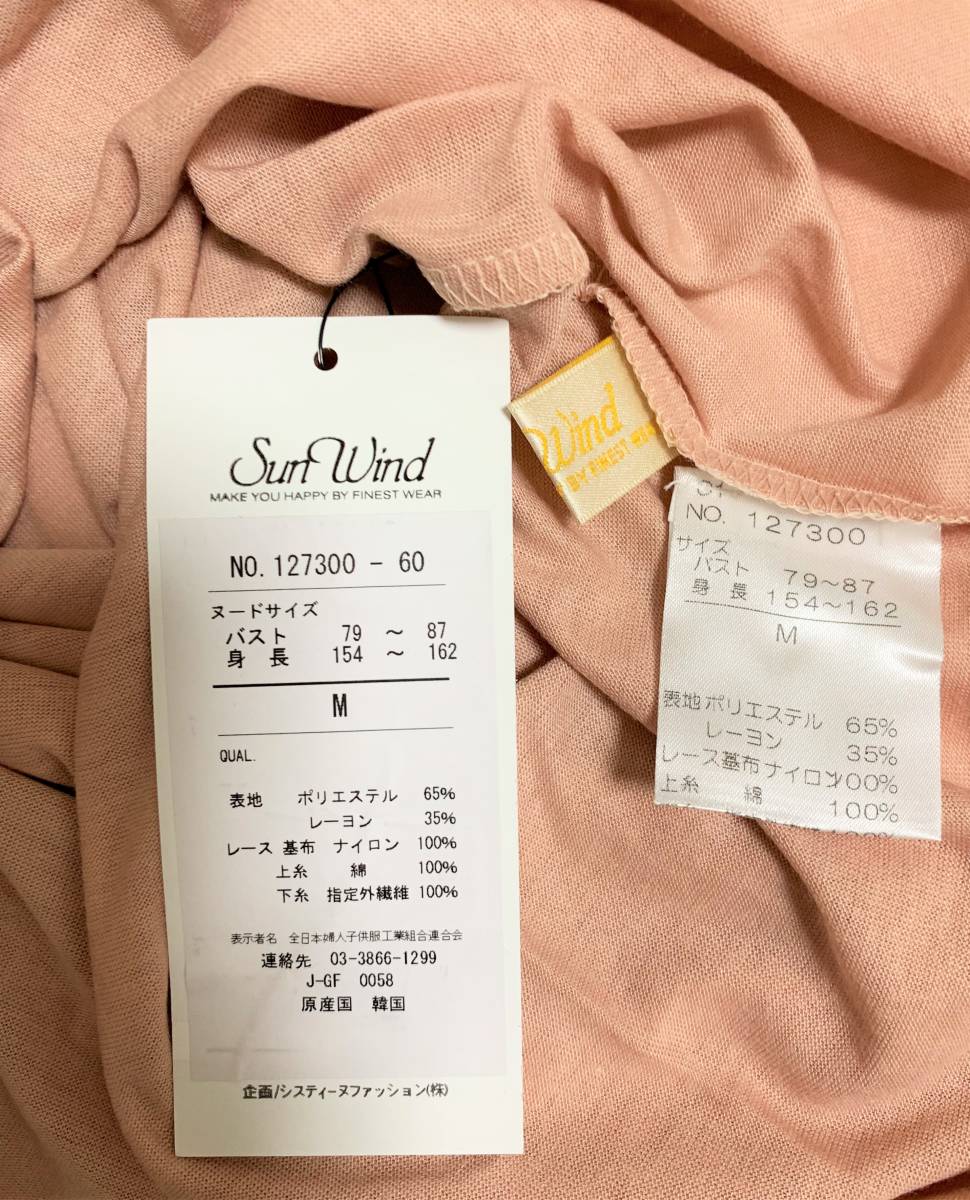 Sun Wind
MAKE YOU HAPPY BY FINEST WEAR
NO. 127300 - 60
ヌードサイズ
バスト 79 ～ 87
身 長 154 ～ 162
M
QUAL.
表地 ポリエステル 65%
レーヨン 35%
レース 基布 ナイロン 100%
上糸 綿 100%
下糸 指定外繊維 100%
表示者名 全日本婦人子供服工業組合連合会
連絡先 03-3866-1299
J-GF 0058
原産国 韓国
企画/システィーヌファッション(株)
Wind
BY FINEST
NO. 127300
サイズ
バスト 79～87
身 長 154～162
M
表地 ポリエステル 65%
レーヨン 35%
レース基布ナイロン100%
上糸 綿 100%